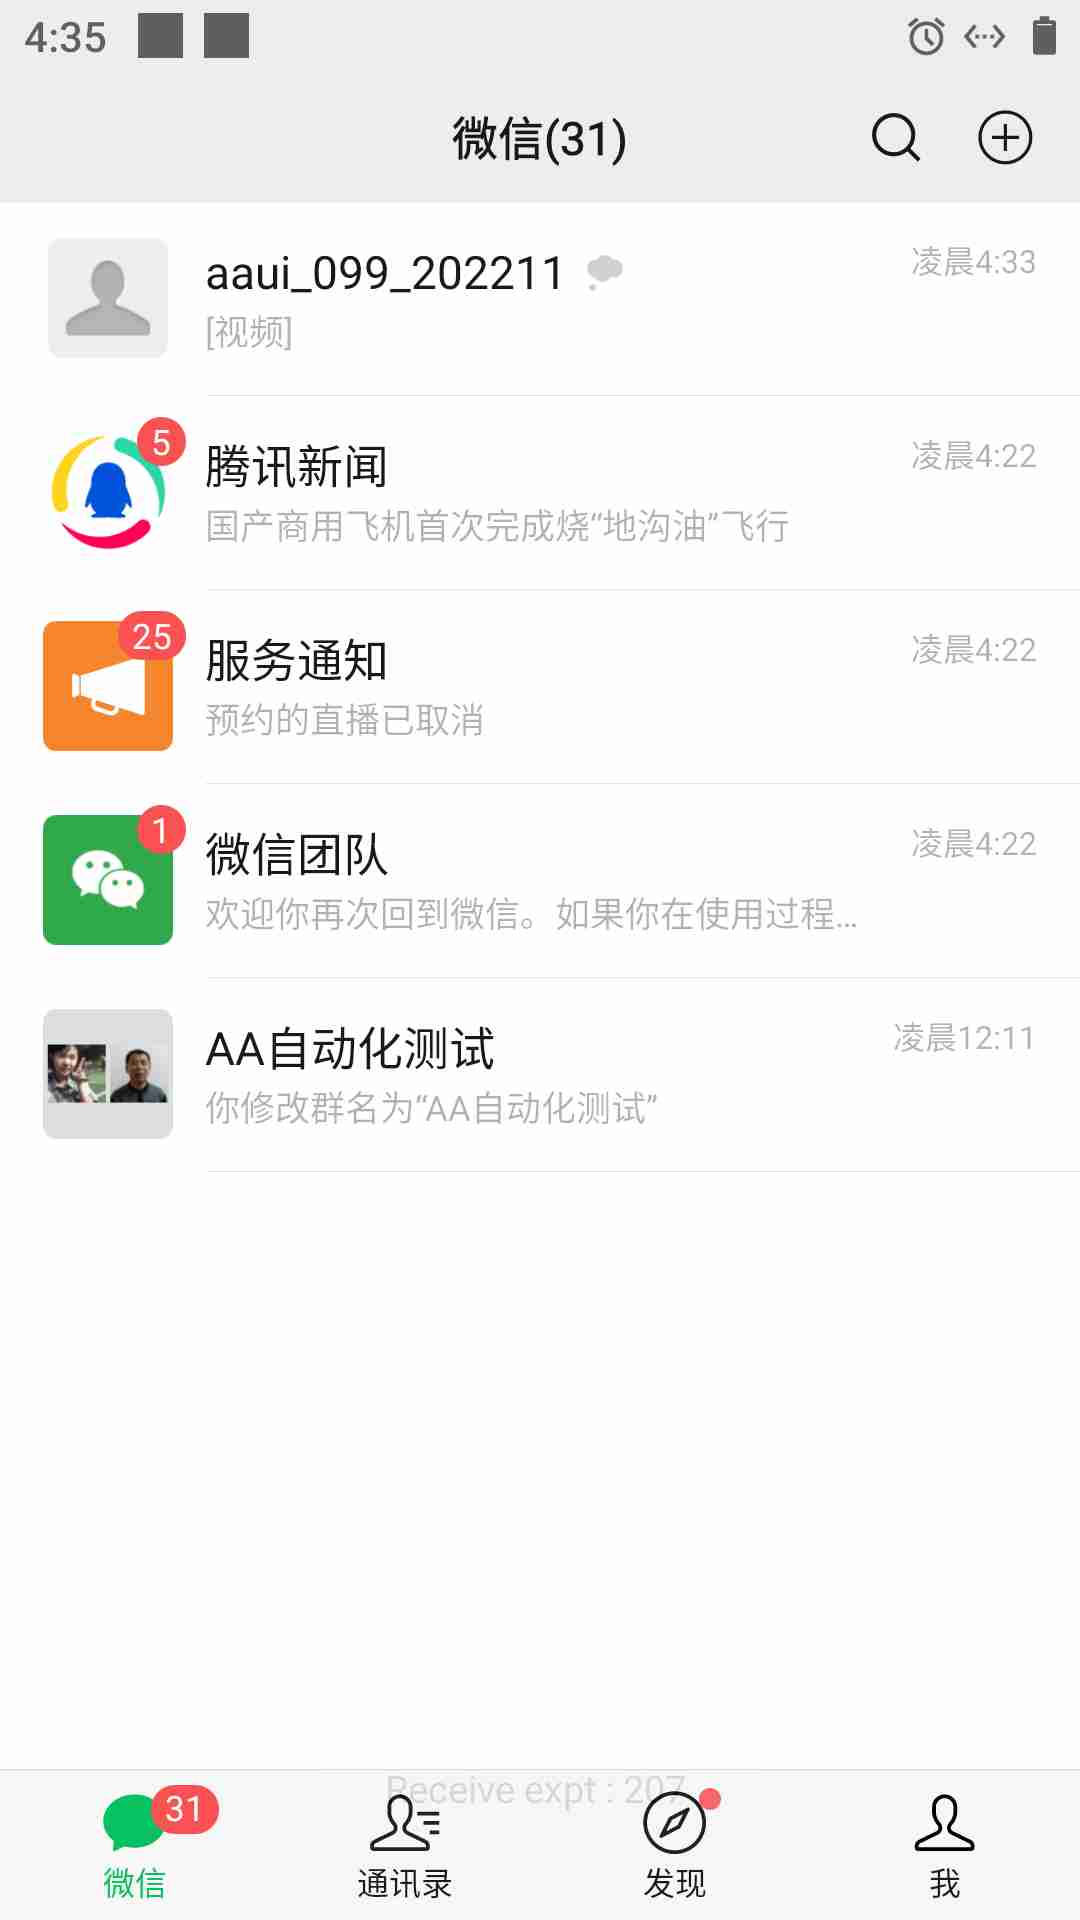 4:35
微信(31)
aaui_099_202211
凌晨4:33
[视频]
5
腾讯新闻
凌晨4:22
国产商用飞机首次完成烧“地沟油”飞行
25
服务通知
凌晨4:22
预约的直播已取消
1
微信团队
凌晨4:22
欢迎你再次回到微信。如果你在使用过程...
AA自动化测试
凌晨12:11
你修改群名为“AA自动化测试”
Receive expt : 207
31
微信
通讯录
发现
我